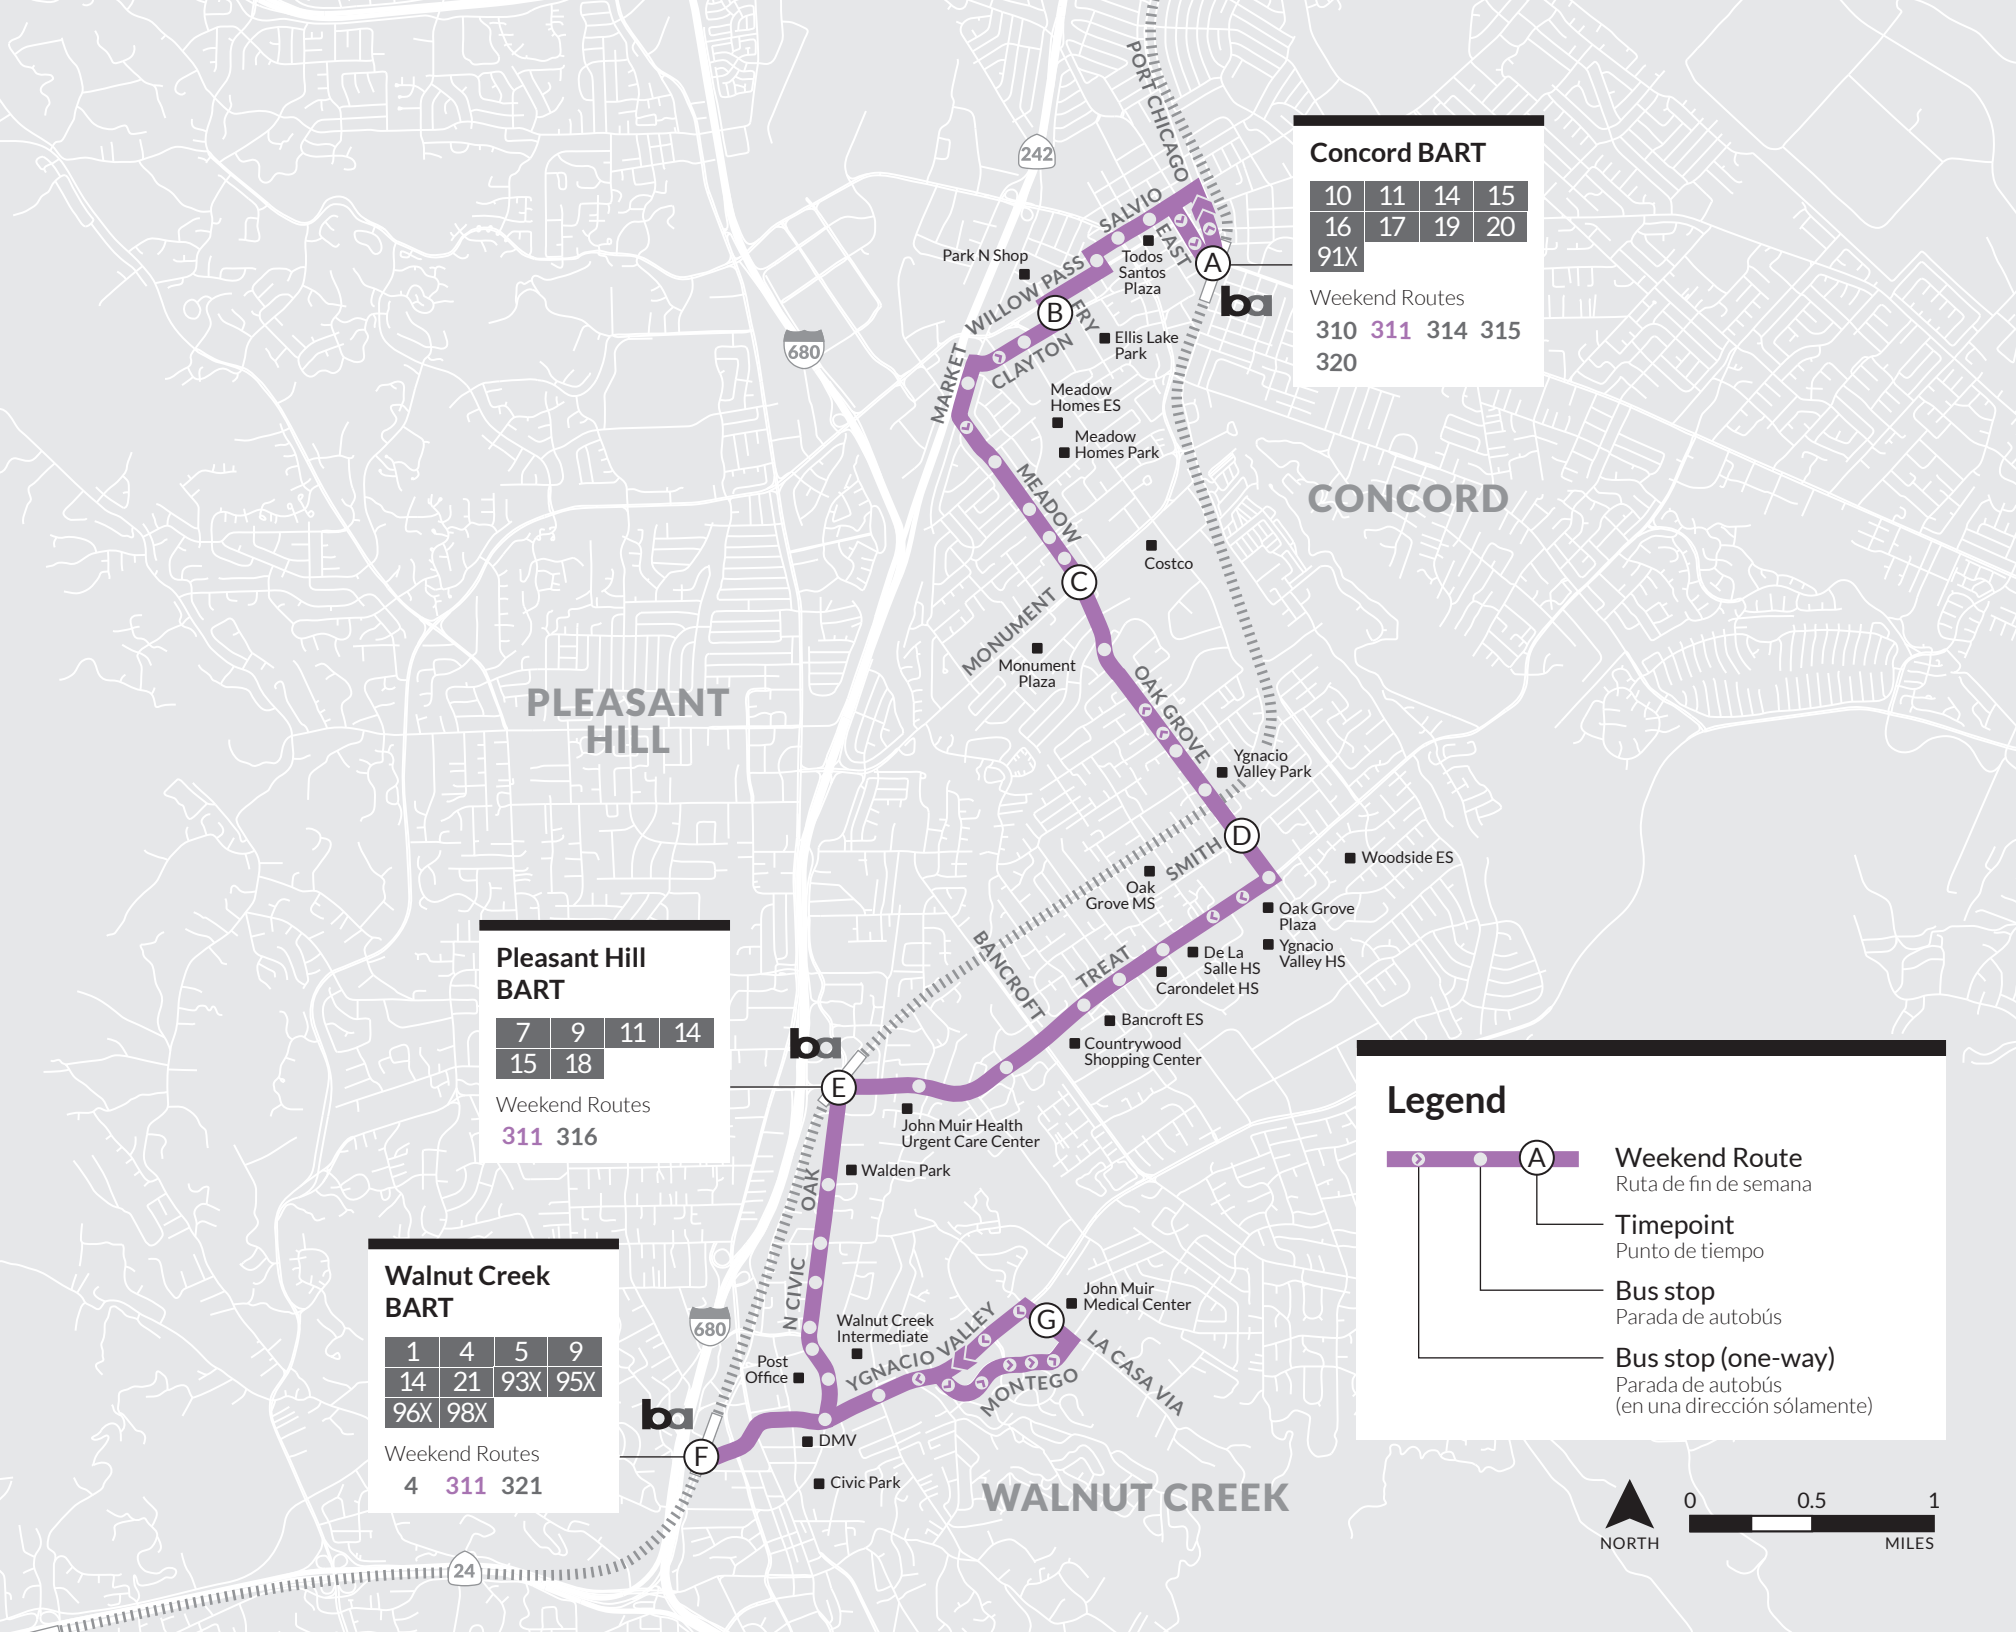 PORT CHICAGO
242
Concord BART
10 11 14 15
16 17 19 20
91X
Weekend Routes
310 311 314 315
320
SALVIO
EAST
Park N Shop
Todos
Santos
Plaza
A
ba
WILLOW PASS
B
FRY
680
Ellis Lake
Park
CLAYTON
MARKET
Meadow
Homes ES
Meadow
Homes Park
MEADOW
CONCORD
Costco
C
MONUMENT
Monument
Plaza
OAK GROVE
PLEASANT
HILL
Ygnacio
Valley Park
D
SMITH
Woodside ES
Oak
Grove MS
Oak Grove
Plaza
Ygnacio
Valley HS
BANCROFT
TREAT
De La
Salle HS
Carondelet HS
Bancroft ES
Countrywood
Shopping Center
Pleasant Hill
BART
7 9 11 14
15 18
Weekend Routes
311 316
ba
E
John Muir Health
Urgent Care Center
Walden Park
OAK
N CIVIC
Walnut Creek
BART
1 4 5 9
14 21 93X 95X
96X 98X
Weekend Routes
4 311 321
680
Walnut Creek
Intermediate
Post
Office
YGNACIO VALLEY
G
John Muir
Medical Center
LA CASA VIA
MONTEGO
ba
F
DMV
Civic Park
WALNUT CREEK
24
Legend
A
Weekend Route
Ruta de fin de semana
Timepoint
Punto de tiempo
Bus stop
Parada de autobús
Bus stop (one-way)
Parada de autobús
(en una dirección sólamente)
NORTH
0 0.5 1
MILES